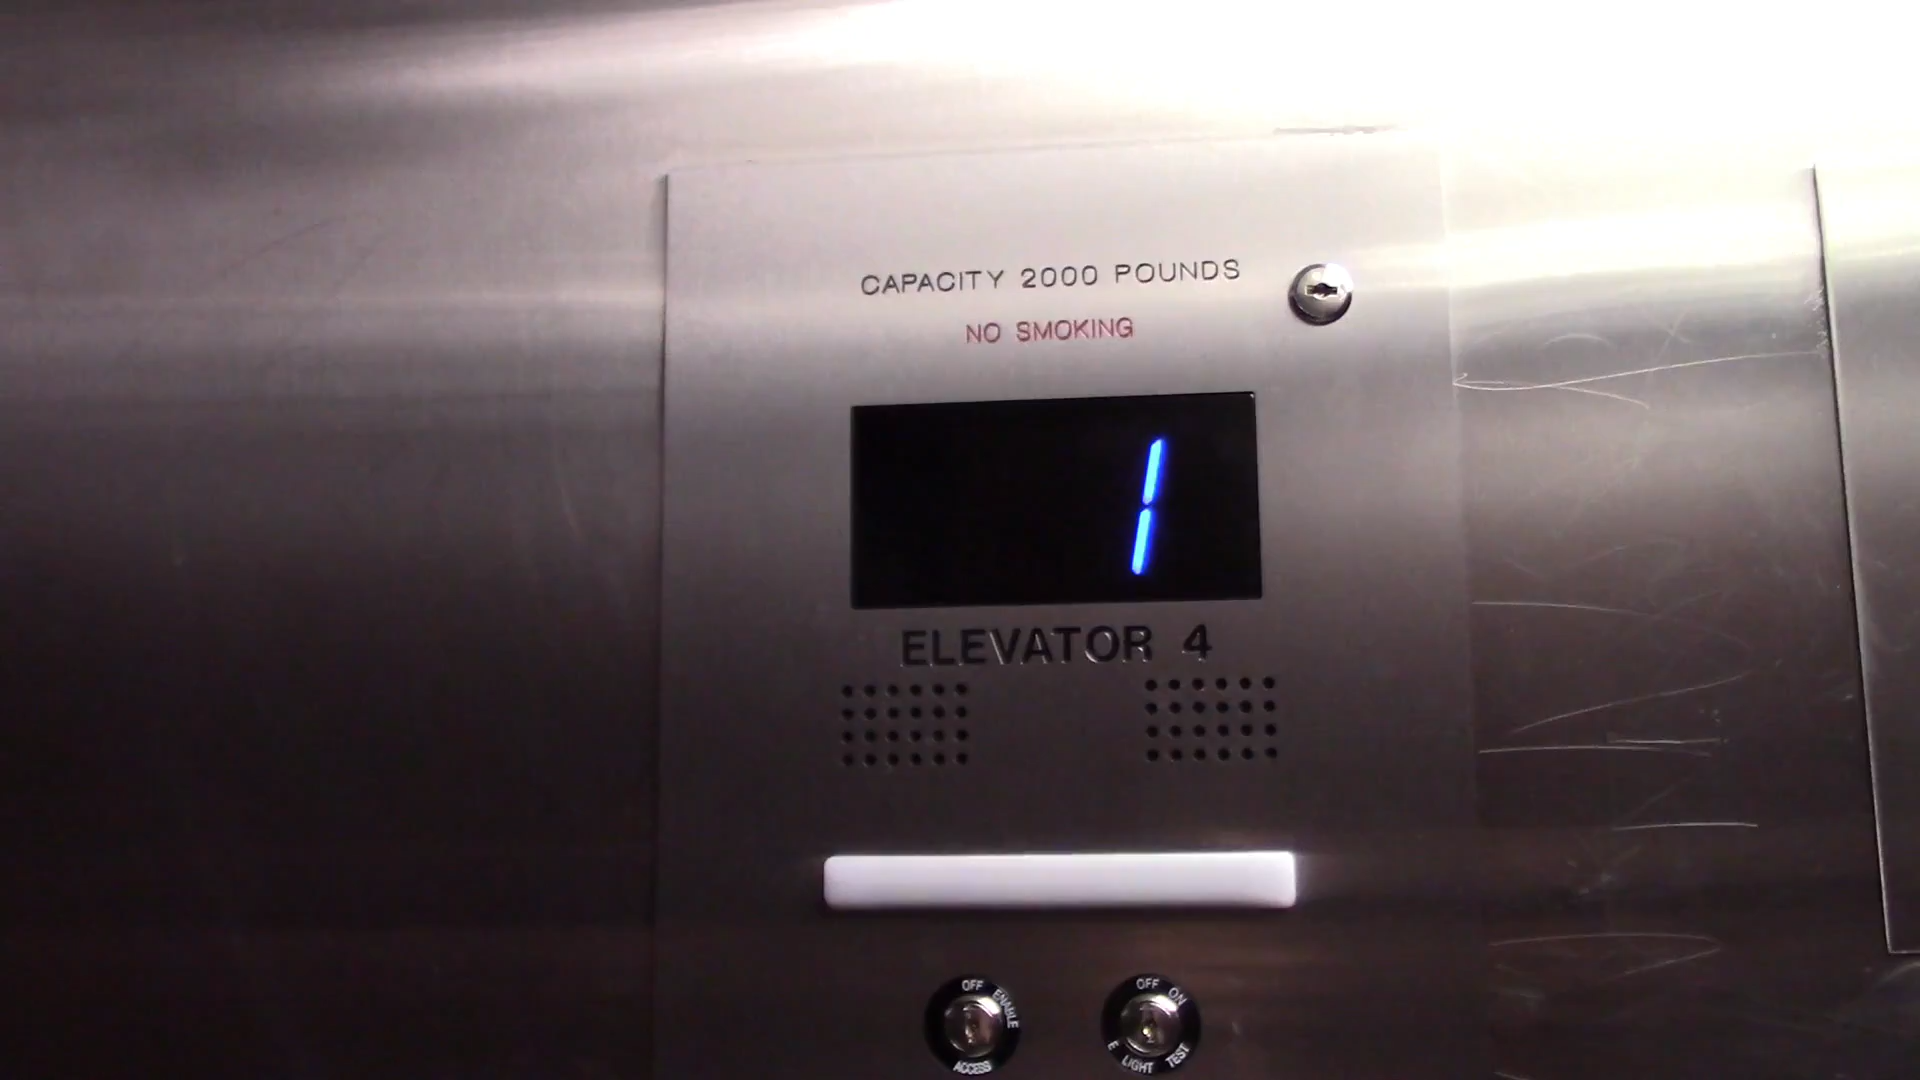 CAPACITY 2000 POUNDS
NO SMOKING
1
ELEVATOR 4
OFF ENABLE
ACCESS
OFF ON
E LIGHT TEST